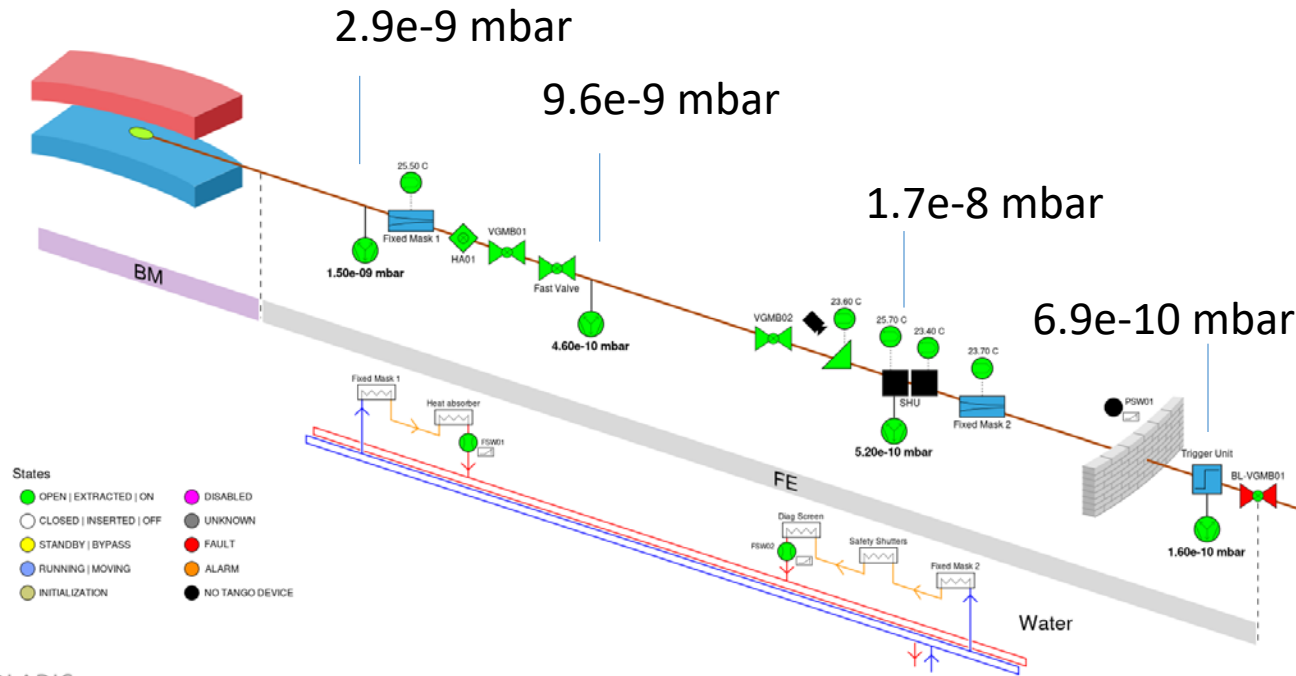 2.9e-9 mbar
9.6e-9 mbar
1.7e-8 mbar
6.9e-10 mbar
25.50 C
Fixed Mask 1
1.50e-09 mbar
HA01
VGMB01
Fast Valve
4.60e-10 mbar
VGMB02
23.60 C
25.70 C
23.40 C
SHU
5.20e-10 mbar
23.70 C
Fixed Mask 2
PSW01
Trigger Unit
BL-VGMB01
1.60e-10 mbar
BM
FE
Fixed Mask 1
Heat absorber
FSW01
Diag Screen
FSW02
Safety Shutters
Fixed Mask 2
Water
States
OPEN | EXTRACTED | ON
CLOSED | INSERTED | OFF
STANDBY | BYPASS
RUNNING | MOVING
INITIALIZATION
DISABLED
UNKNOWN
FAULT
ALARM
NO TANGO DEVICE